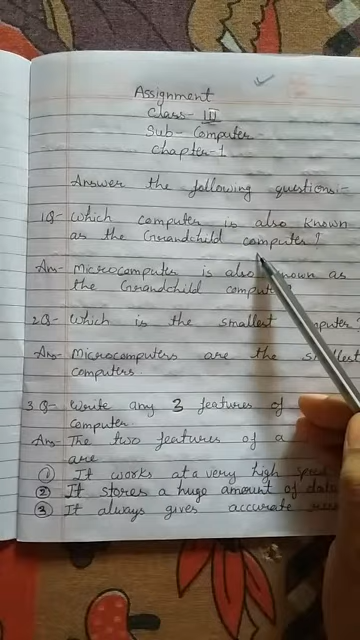 Assignment
Class- III
Sub- Computer-
Chapter-1
Answer the following questions:-
1Q- Which computer is also known
as the Grandchild computer?
Ans- Microcomputer is also known as
the Grandchild
2Q- Which is the smallest
Ans- Microcomputers are the
computers
3Q- Write any 3 features of
computer
Ans- The two features of a
are
① It works at a very high speed
② It stores a huge amount of data
③ It always gives accurate